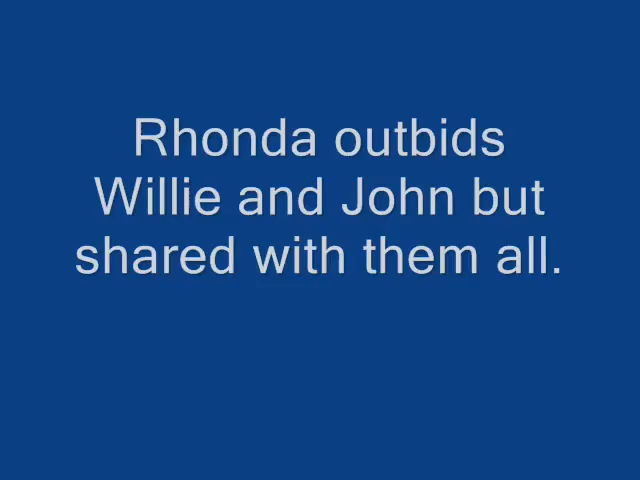 Rhonda outbids
Willie and John but
shared with them all.